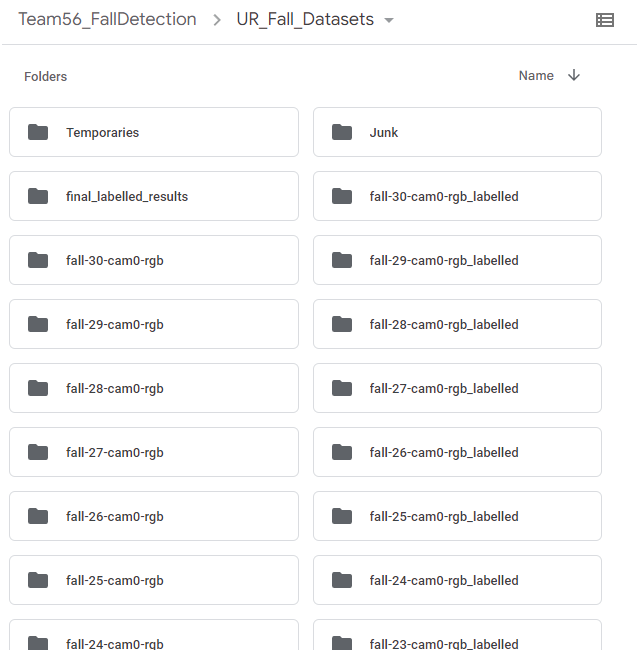 Team56_FallDetection > UR_Fall_Datasets
Folders Name
Temporaries Junk
final_labelled_results fall-30-cam0-rgb_labelled
fall-30-cam0-rgb fall-29-cam0-rgb_labelled
fall-29-cam0-rgb fall-28-cam0-rgb_labelled
fall-28-cam0-rgb fall-27-cam0-rgb_labelled
fall-27-cam0-rgb fall-26-cam0-rgb_labelled
fall-26-cam0-rgb fall-25-cam0-rgb_labelled
fall-25-cam0-rgb fall-24-cam0-rgb_labelled
fall-24-cam0-rgb fall-23-cam0-rgb_labelled